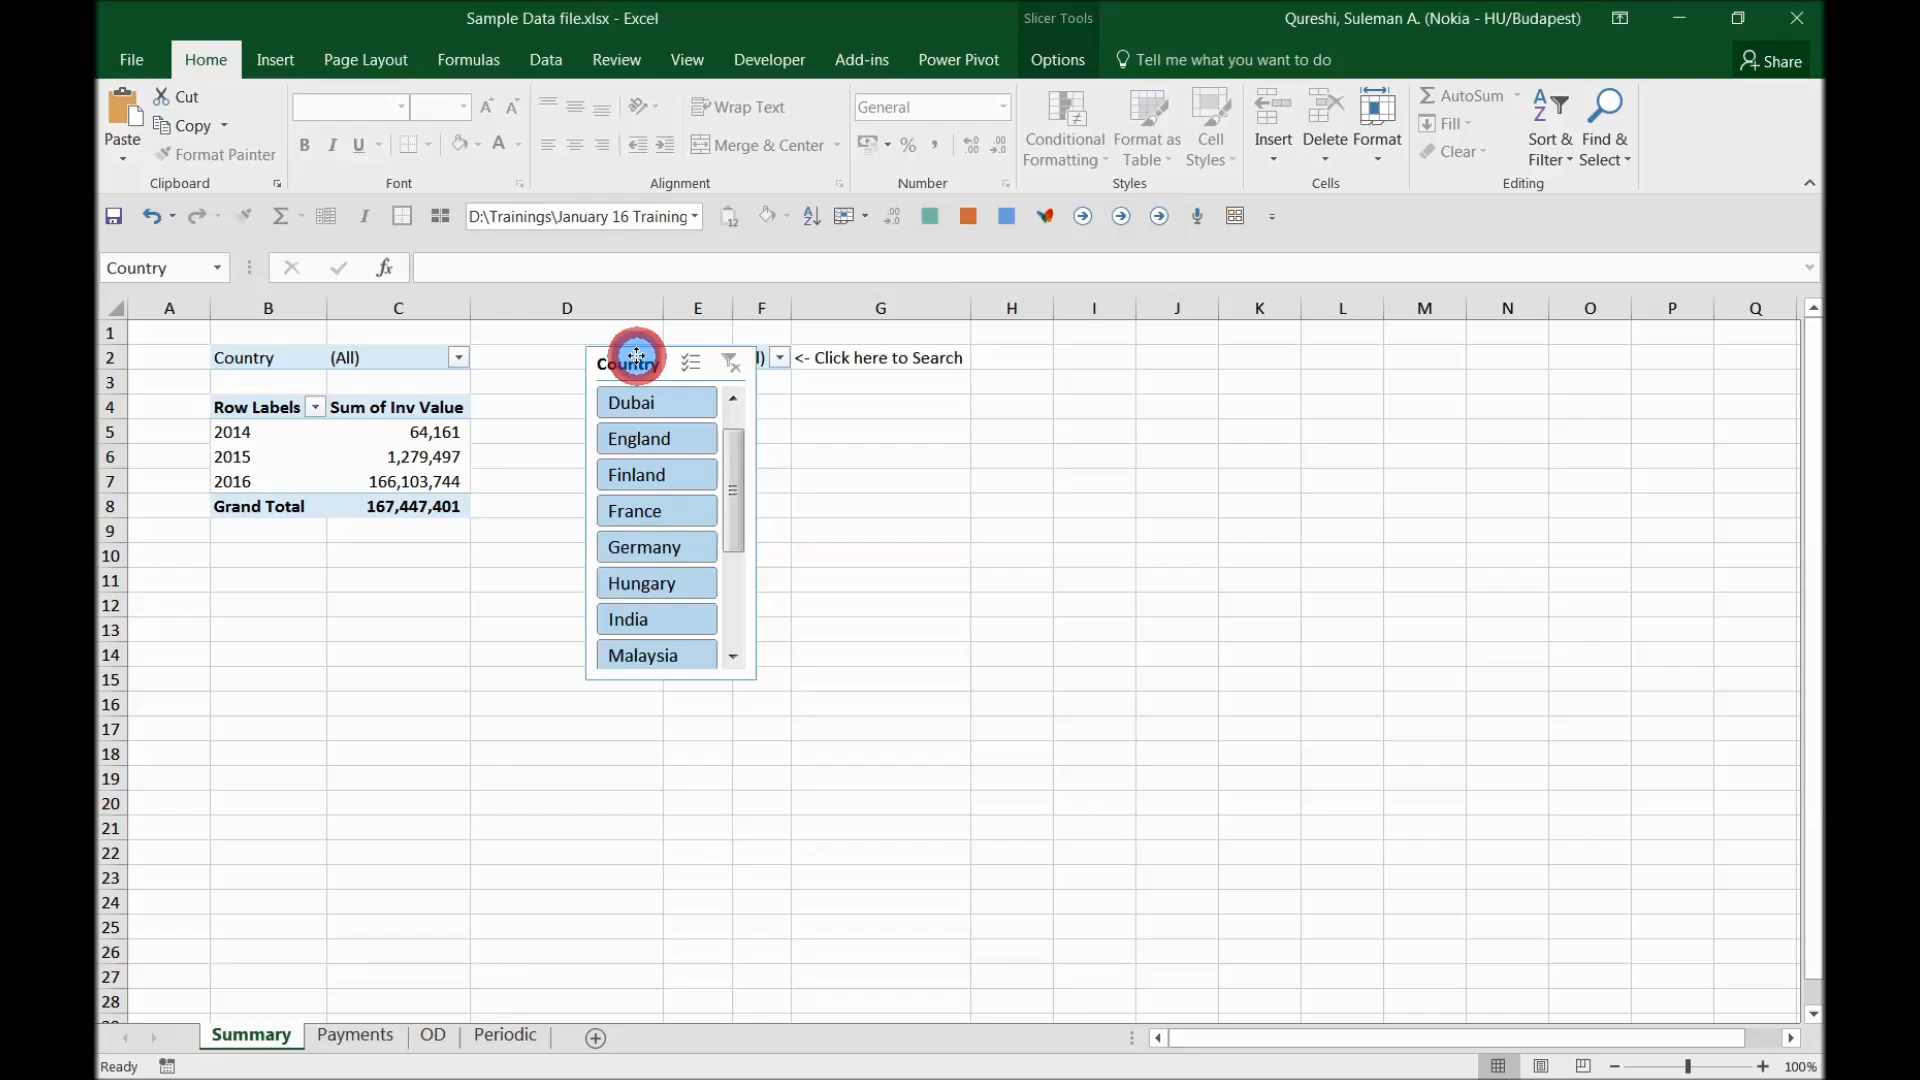 Sample Data file.xlsx - Excel
Slicer Tools
Qureshi, Suleman A. (Nokia - HU/Budapest)
File Home Insert Page Layout Formulas Data Review View Developer Add-ins Power Pivot Options Tell me what you want to do Share
Paste
Cut
Copy
Format Painter
Clipboard
B I U
Font
Wrap Text
Merge & Center
Alignment
General
Number
Conditional Formatting
Format as Table
Cell Styles
Styles
Insert
Delete
Format
Cells
AutoSum
Fill
Clear
Sort & Filter
Find & Select
Editing
D:\Trainings\January 16 Training
Country
fx
A B C D E F G H I J K L M N O P Q
1
2 Country (All) l) <- Click here to Search
3
4 Row Labels Sum of Inv Value
5 2014 64,161
6 2015 1,279,497
7 2016 166,103,744
8 Grand Total 167,447,401
9
10
11
12
13
14
15
16
17
18
19
20
21
22
23
24
25
26
27
28
Country
Dubai
England
Finland
France
Germany
Hungary
India
Malaysia
Summary Payments OD Periodic
Ready
100%